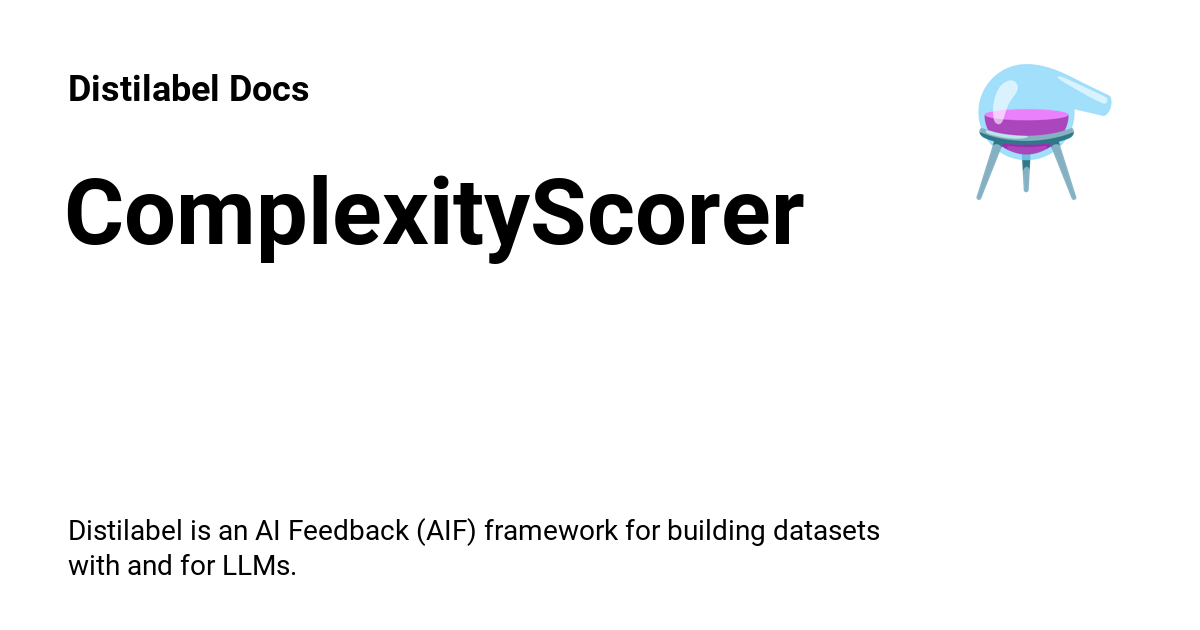 Distilabel Docs
ComplexityScorer
Distilabel is an AI Feedback (AIF) framework for building datasets
with and for LLMs.